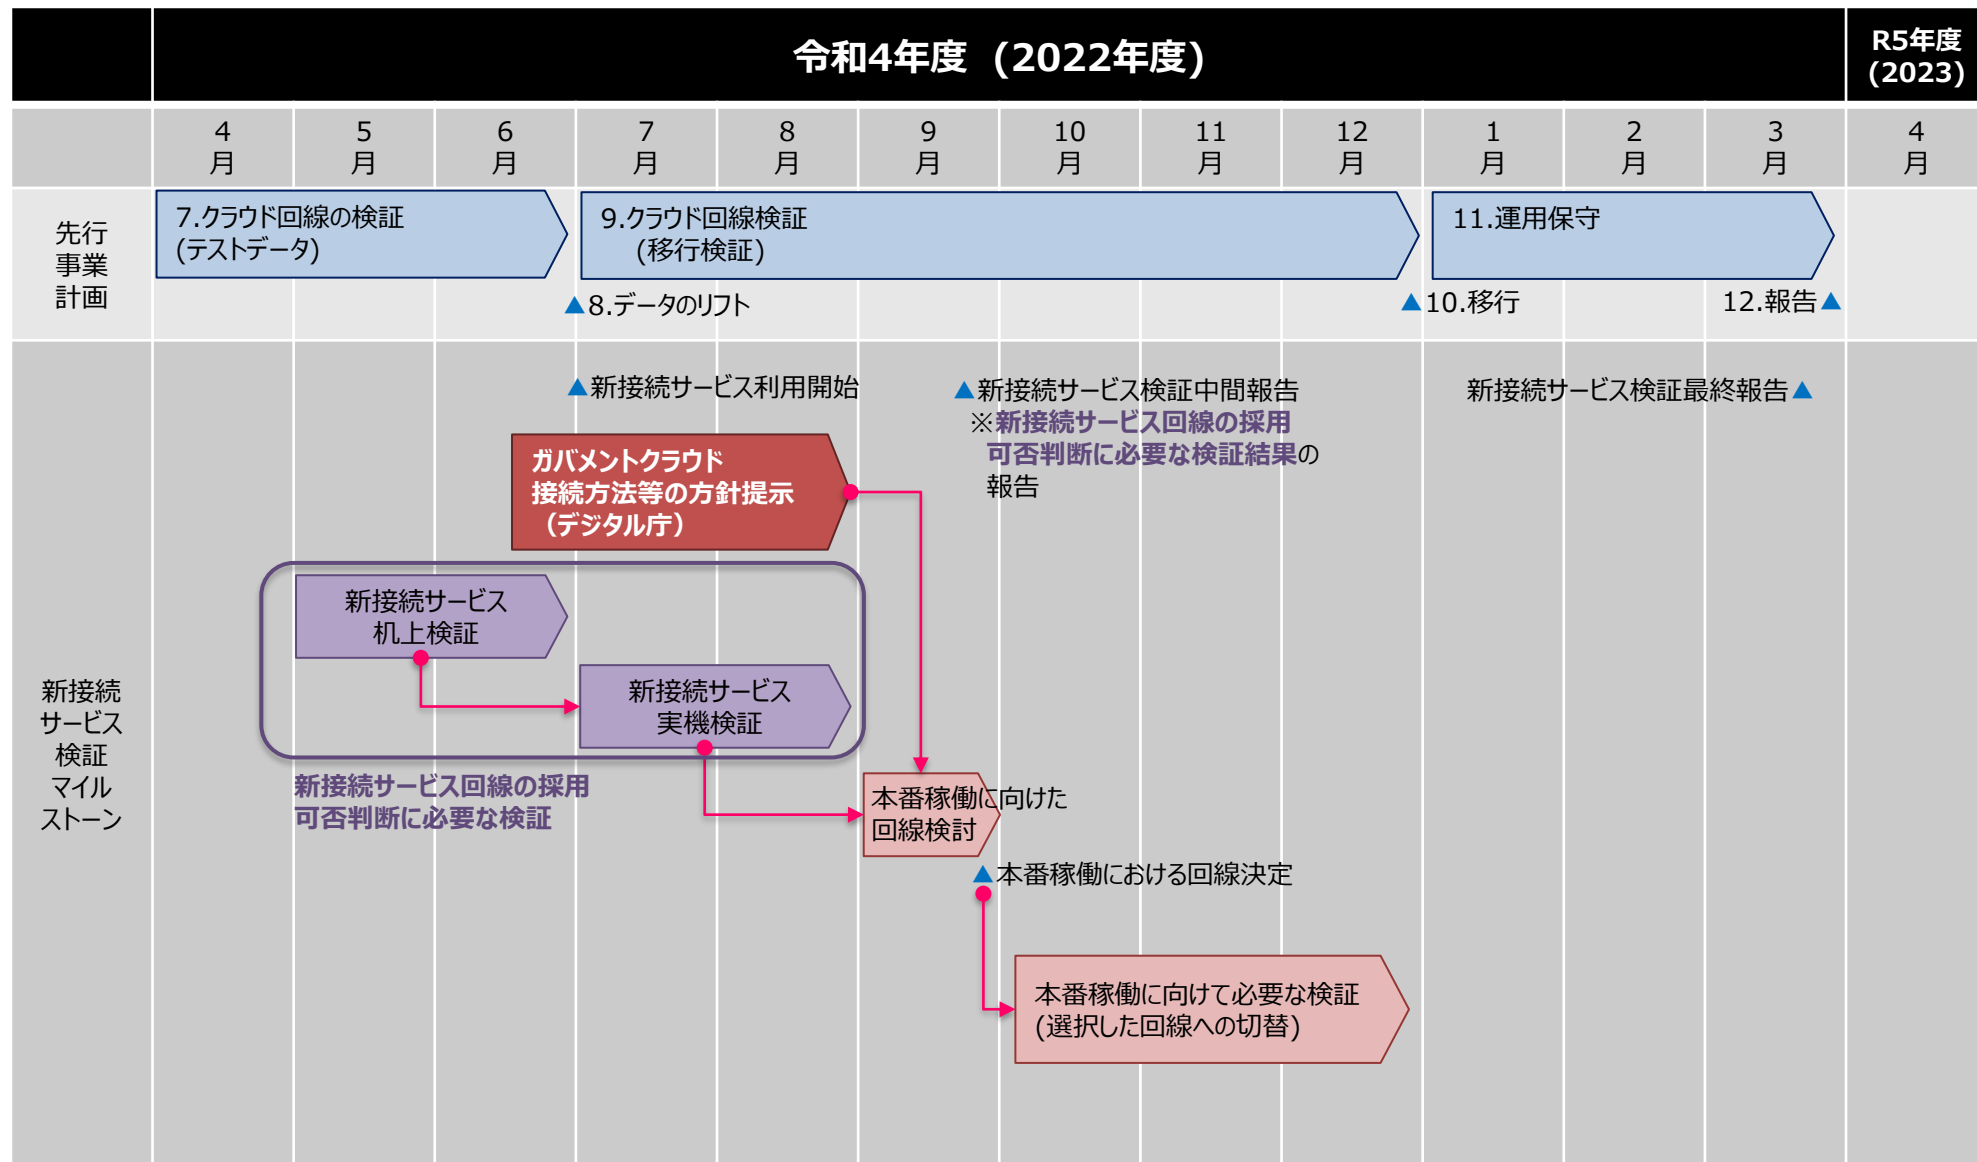 令和4年度 (2022年度)
R5年度
(2023)
4
月
5
月
6
月
7
月
8
月
9
月
10
月
11
月
12
月
1
月
2
月
3
月
4
月
先行
事業
計画
7.クラウド回線の検証
(テストデータ)
9.クラウド回線検証
(移行検証)
11.運用保守
▲8.データのリフト
▲10.移行
12.報告▲
新接続
サービス
検証
マイル
ストーン
▲新接続サービス利用開始
▲新接続サービス検証中間報告
※新接続サービス回線の採用
可否判断に必要な検証結果の
報告
新接続サービス検証最終報告▲
ガバメントクラウド
接続方法等の方針提示
（デジタル庁）
新接続サービス
机上検証
新接続サービス
実機検証
新接続サービス回線の採用
可否判断に必要な検証
本番稼働に向けた
回線検討
▲本番稼働における回線決定
本番稼働に向けて必要な検証
(選択した回線への切替)